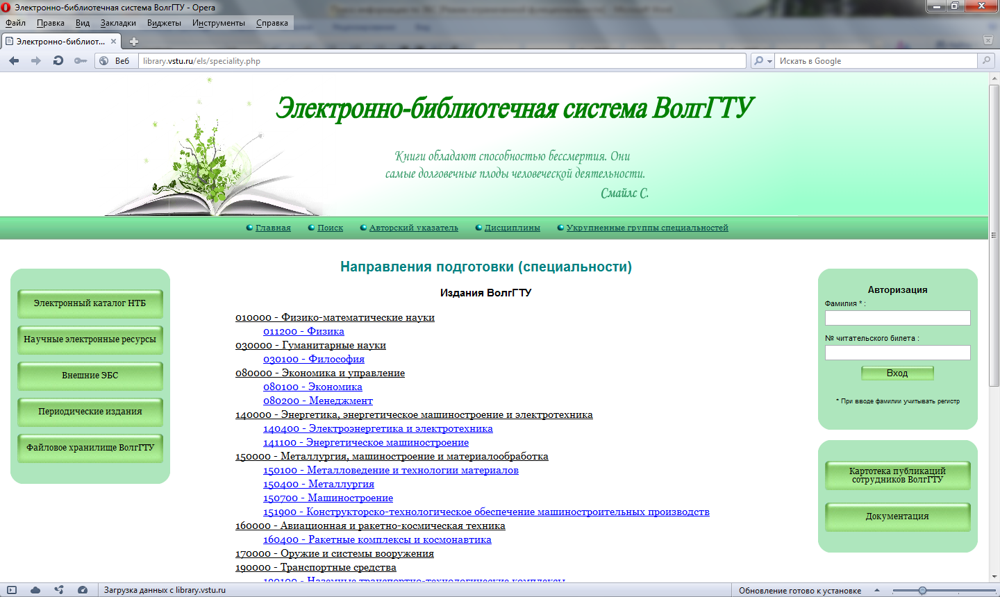 Электронно-библиотечная система ВолгГТУ - Opera
Файл Правка Вид Закладки Виджеты Инструменты Справка
Электронно-библиот...
Веб library.vstu.ru/els/speciality.php Искать в Google
Электронно-библиотечная система ВолгГТУ
Книги обладают способностью бессмертия. Они
самые долговечные плоды человеческой деятельности.
Смайлс С.
Главная Поиск Авторский указатель Дисциплины Укрупненные группы специальностей
Электронный каталог НТБ
Научные электронные ресурсы
Внешние ЭБС
Периодические издания
Файловое хранилище ВолгГТУ
Направления подготовки (специальности)
Издания ВолгГТУ
010000 - Физико-математические науки
011200 - Физика
030000 - Гуманитарные науки
030100 - Философия
080000 - Экономика и управление
080100 - Экономика
080200 - Менеджмент
140000 - Энергетика, энергетическое машиностроение и электротехника
140400 - Электроэнергетика и электротехника
141100 - Энергетическое машиностроение
150000 - Металлургия, машиностроение и материалообработка
150100 - Металловедение и технологии материалов
150400 - Металлургия
150700 - Машиностроение
151900 - Конструкторско-технологическое обеспечение машиностроительных производств
160000 - Авиационная и ракетно-космическая техника
160400 - Ракетные комплексы и космонавтика
170000 - Оружие и системы вооружения
190000 - Транспортные средства
190100 - Наземные транспортно-технологические комплексы
Авторизация
Фамилия * :
№ читательского билета :
Вход
* При вводе фамилии учитывать регистр
Картотека публикаций
сотрудников ВолгГТУ
Документация
Загрузка данных с library.vstu.ru
Обновление готово к установке